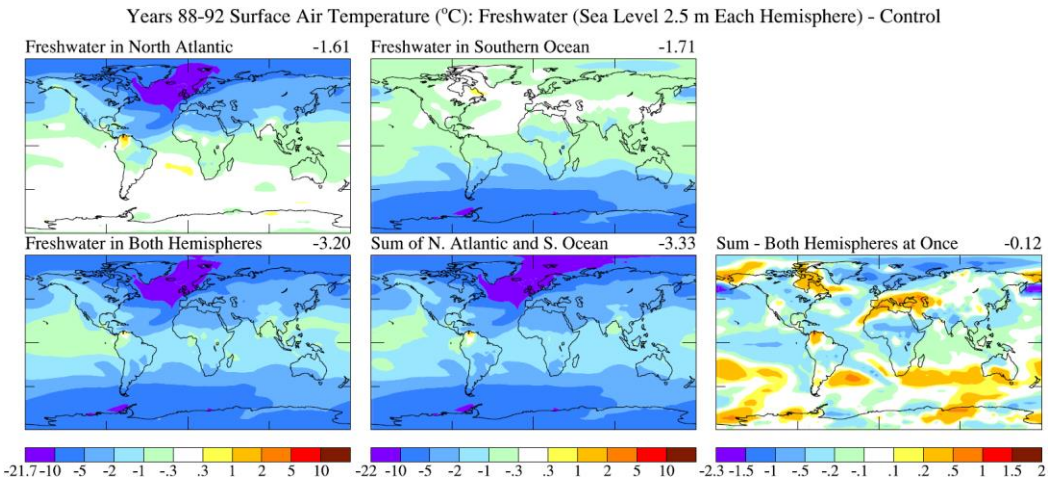 Years 88-92 Surface Air Temperature (°C): Freshwater (Sea Level 2.5 m Each Hemisphere) - Control
Freshwater in North Atlantic -1.61
Freshwater in Southern Ocean -1.71
Freshwater in Both Hemispheres -3.20
Sum of N. Atlantic and S. Ocean -3.33
Sum - Both Hemispheres at Once -0.12
-21.7 -10 -5 -2 -1 -.3 .3 1 2 5 10
-22 -10 -5 -2 -1 -.3 .3 1 2 5 10
-2.3 -1.5 -1 -.5 -.2 -.1 .1 .2 .5 1 1.5 2